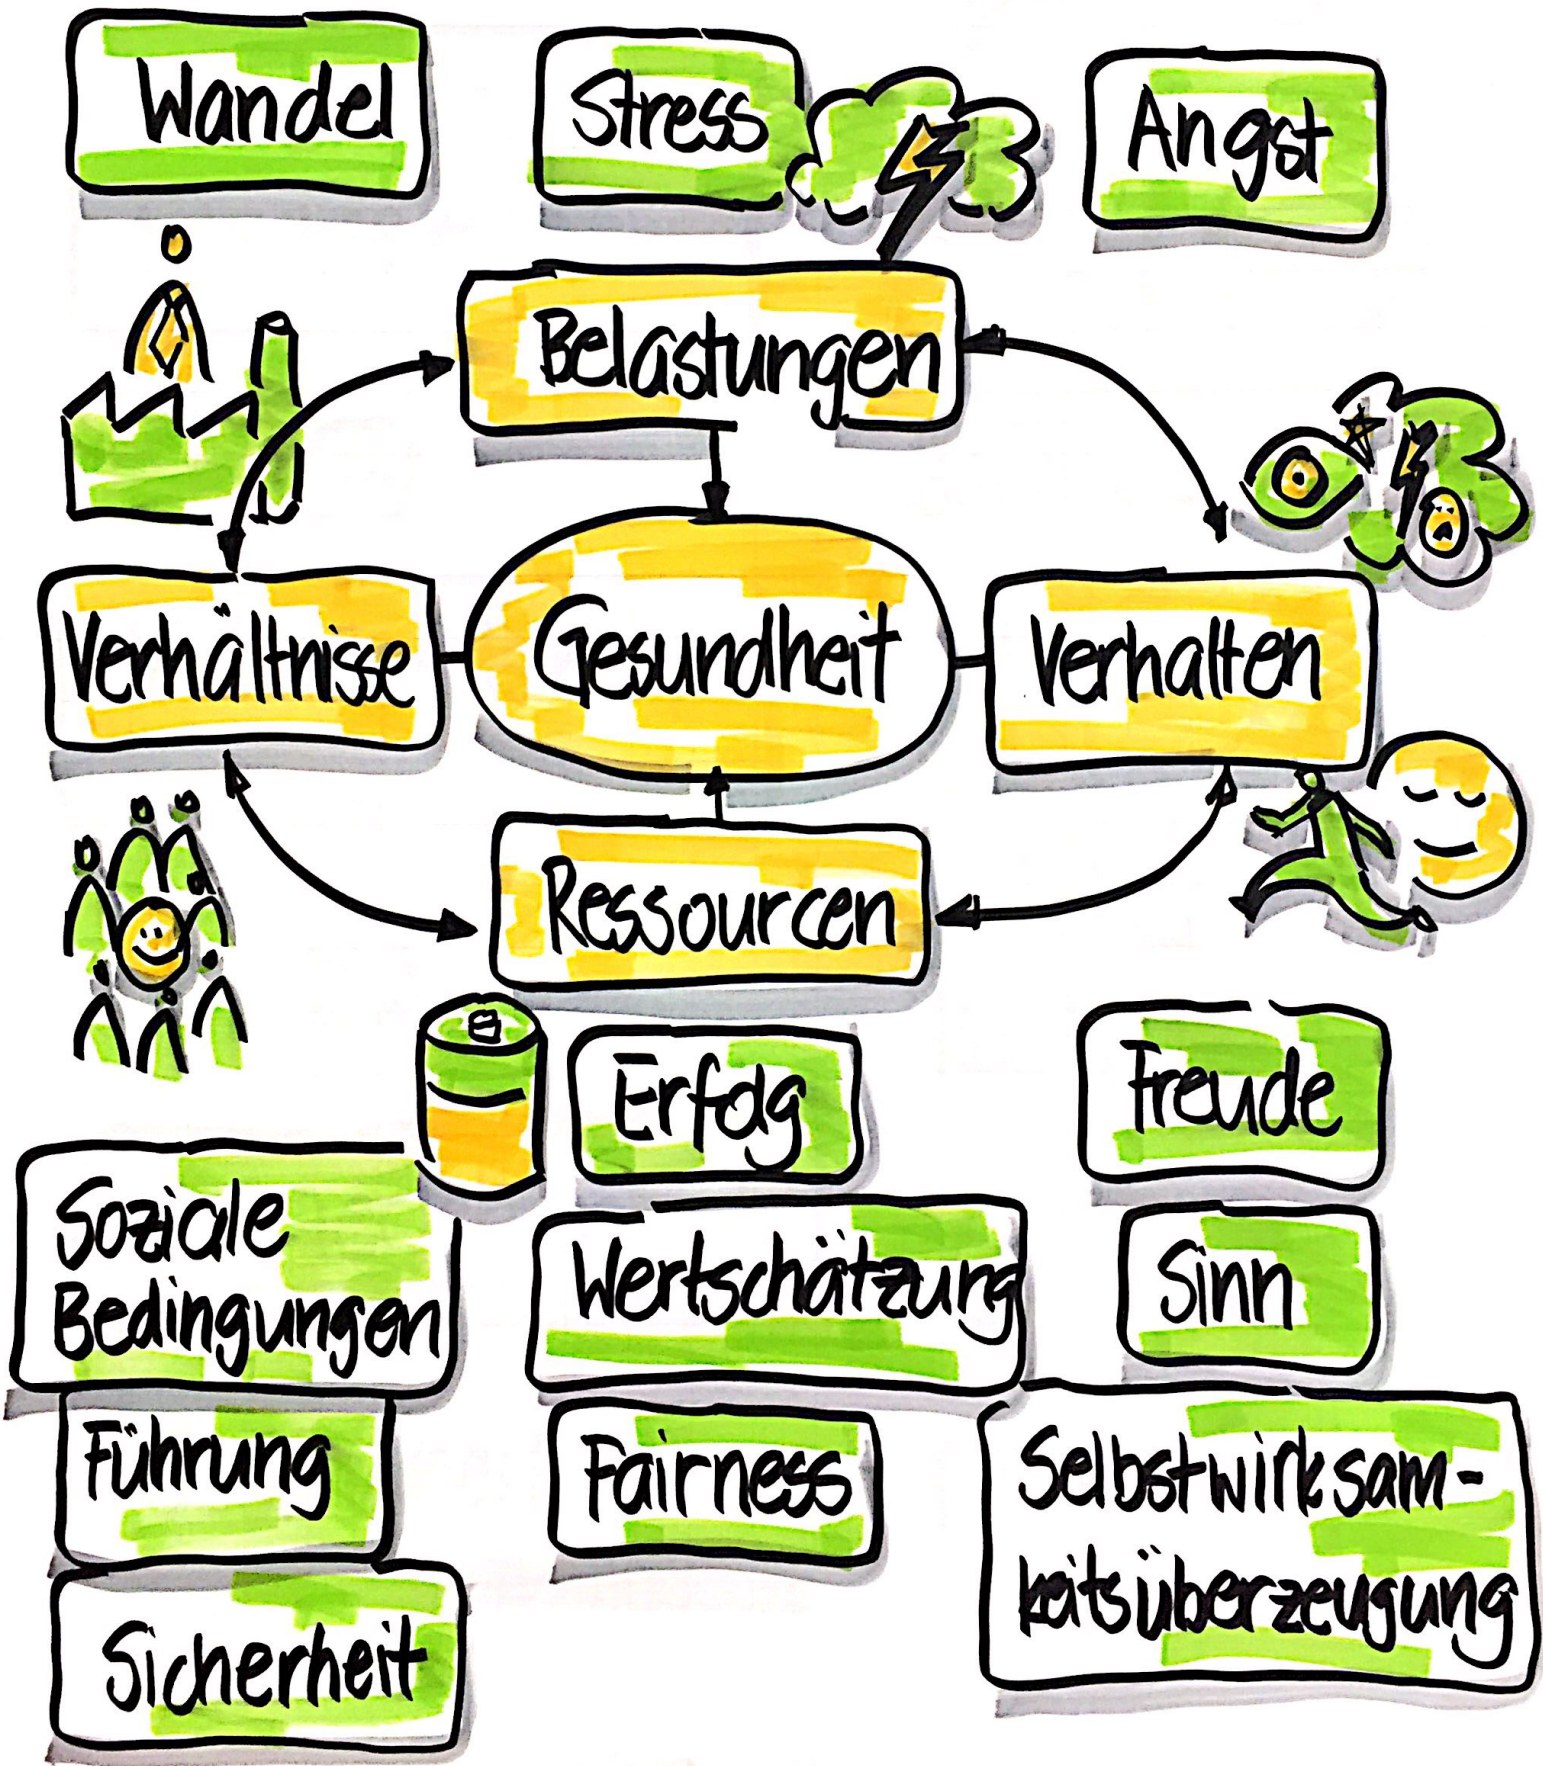 Wandel
Stress
Angst
Belastungen
Verhältnisse
Gesundheit
Verhalten
Ressourcen
Erfolg
Freude
Soziale
Bedingungen
Wertschätzung
Sinn
Führung
Fairness
Selbstwirksam-
keitsüberzeugung
Sicherheit